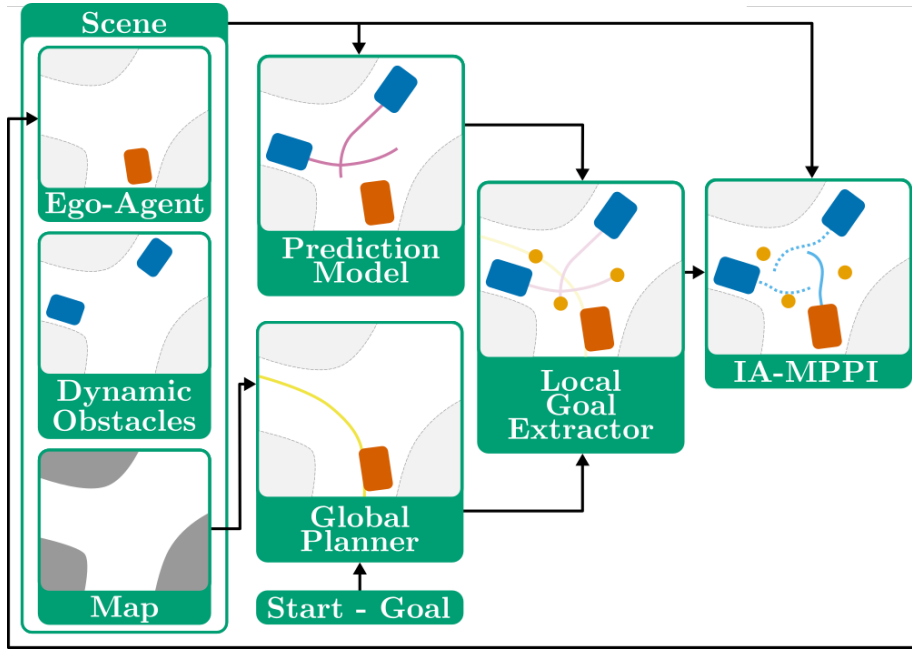 Scene
Ego-Agent
Dynamic
Obstacles
Map
Prediction
Model
Global
Planner
Start - Goal
Local
Goal
Extractor
IA-MPPI